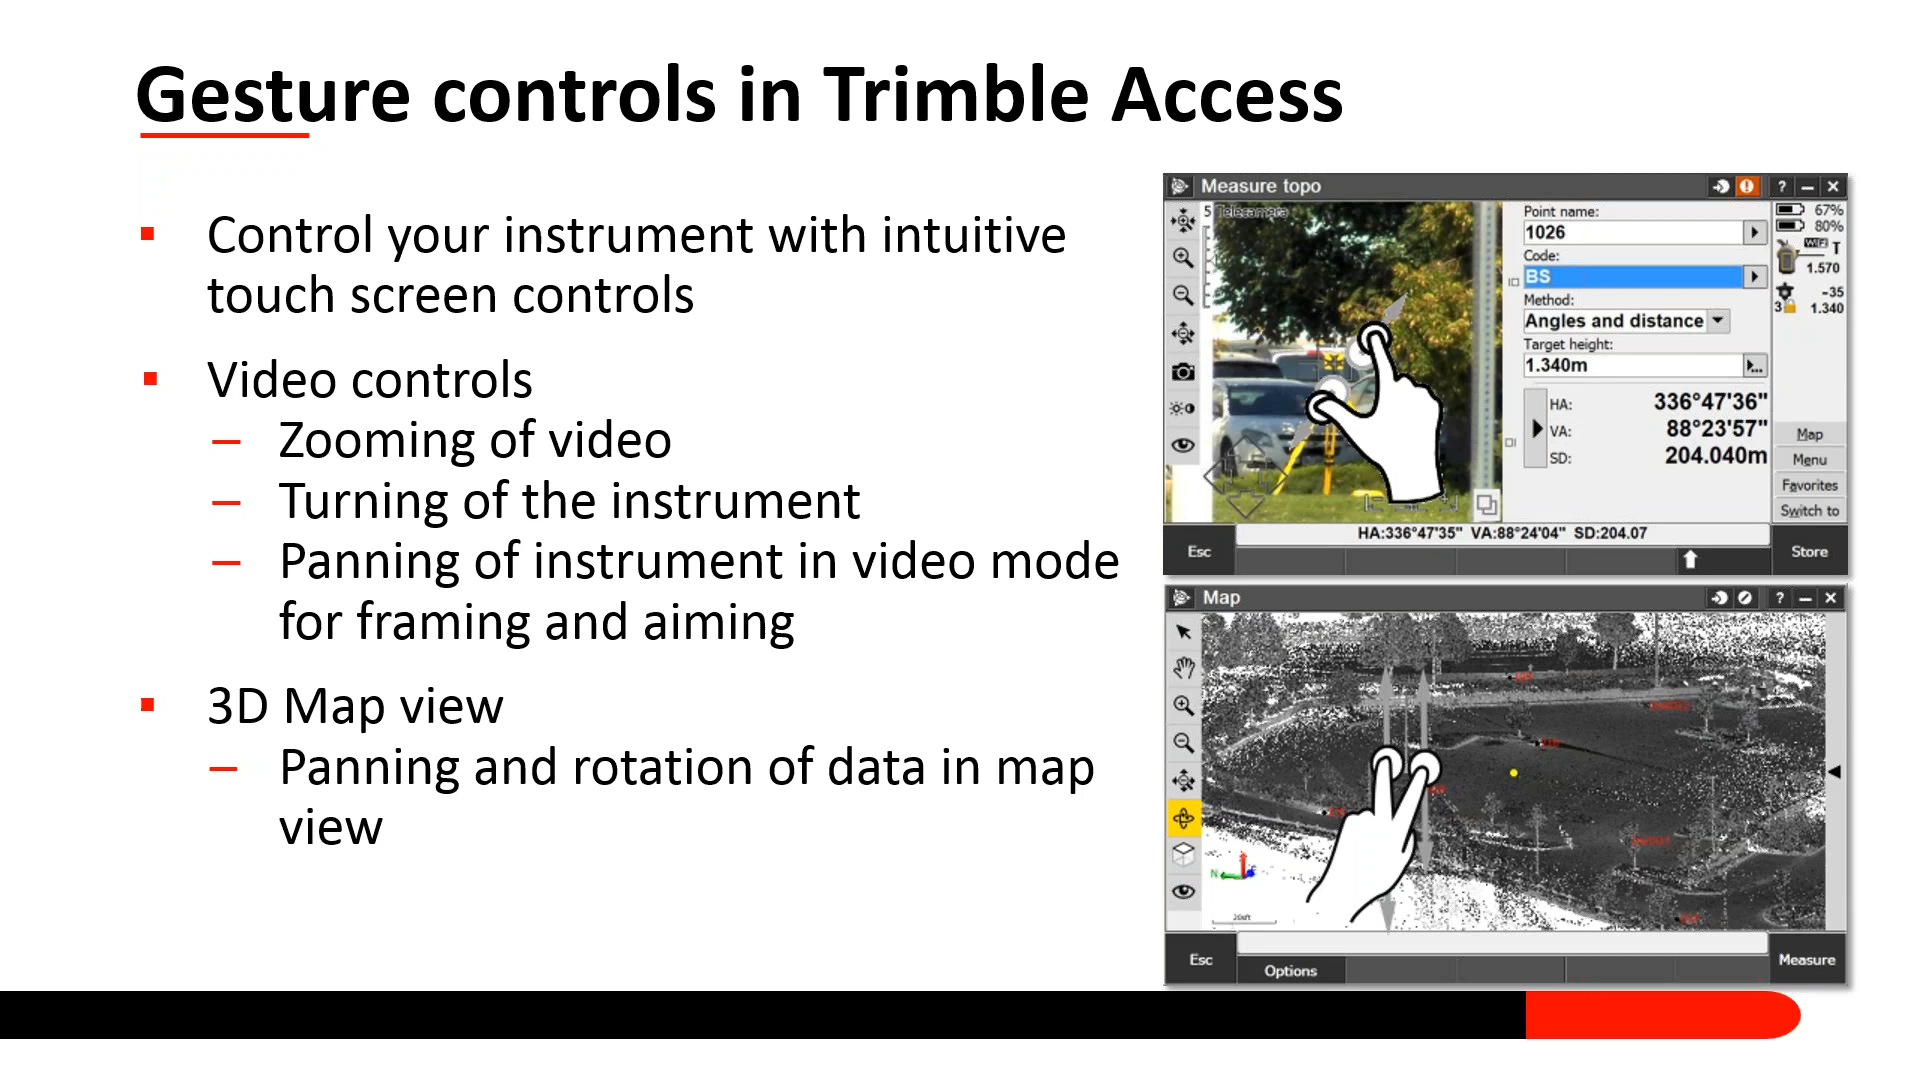 Gesture controls in Trimble Access
Control your instrument with intuitive
touch screen controls
Video controls
– Zooming of video
– Turning of the instrument
– Panning of instrument in video mode
for framing and aiming
3D Map view
– Panning and rotation of data in map
view
Measure topo
?
5 Telecamera
Point name:
1026
Code:
BS
Method:
Angles and distance
Target height:
1.340m
HA: 336°47'36"
VA: 88°23'57"
SD: 204.040m
67%
80%
WiFi T
1.570
-35
3 1.340
Map
Menu
Favorites
Switch to
HA:336°47'35" VA:88°24'04" SD:204.07
Esc
Store
Map
?
N
20ft
Esc
Options
Measure